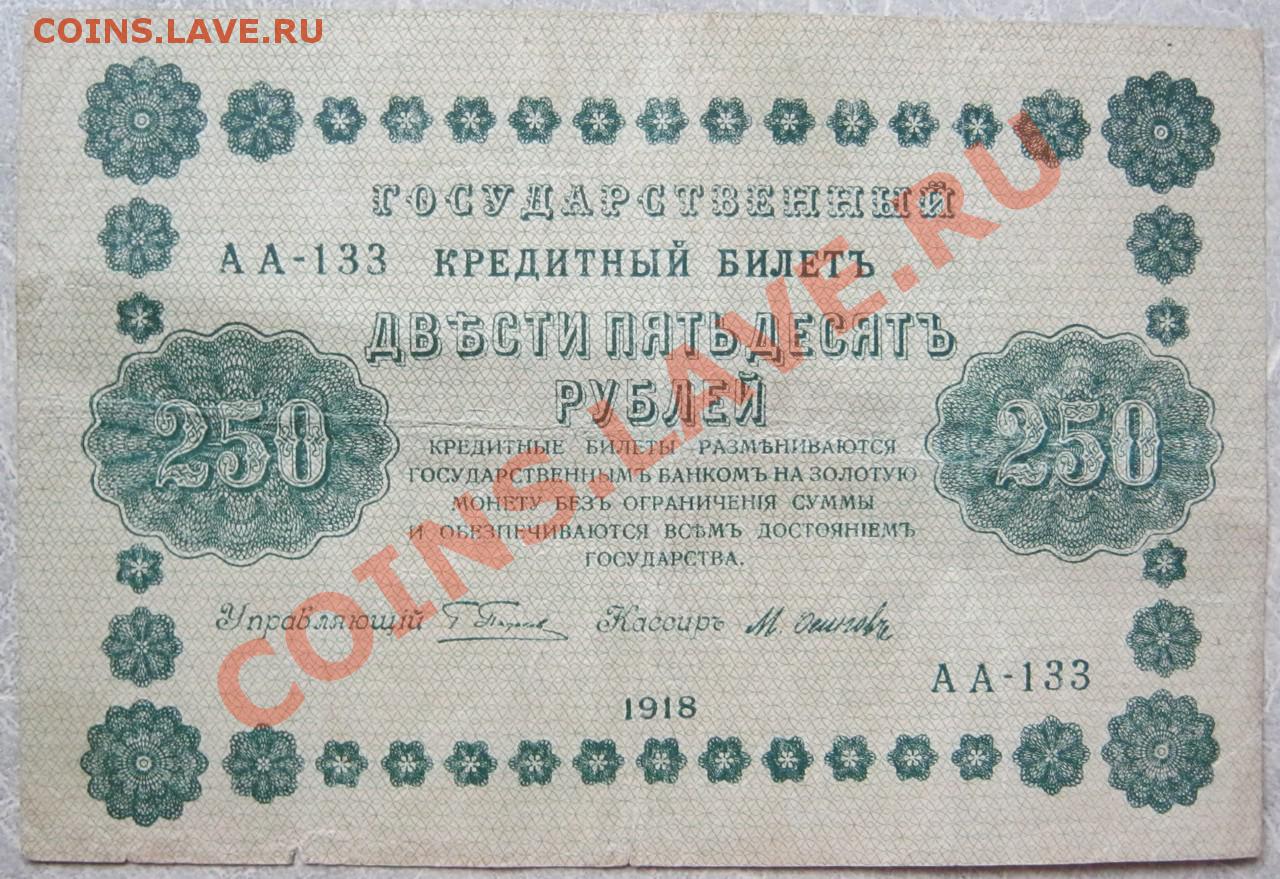 COINS.LAVE.RU
ГОСУДАРСТВЕННЫЙ
АА-133 КРЕДИТНЫЙ БИЛЕТЪ
ДВѢСТИ ПЯТЬДЕСЯТЪ
РУБЛЕЙ
250 250
КРЕДИТНЫЕ БИЛЕТЫ РАЗМѢНИВАЮТСЯ
ГОСУДАРСТВЕННЫМЪ БАНКОМЪ НА ЗОЛОТУЮ
МОНЕТУ БЕЗЪ ОГРАНИЧЕНІЯ СУММЫ
И ОБЕЗПЕЧИВАЮТСЯ ВСѢМЪ ДОСТОЯНІЕМЪ
ГОСУДАРСТВА.
Управляющій Кассиръ М. Осиповъ
АА-133
1918
COINS.LAVE.RU